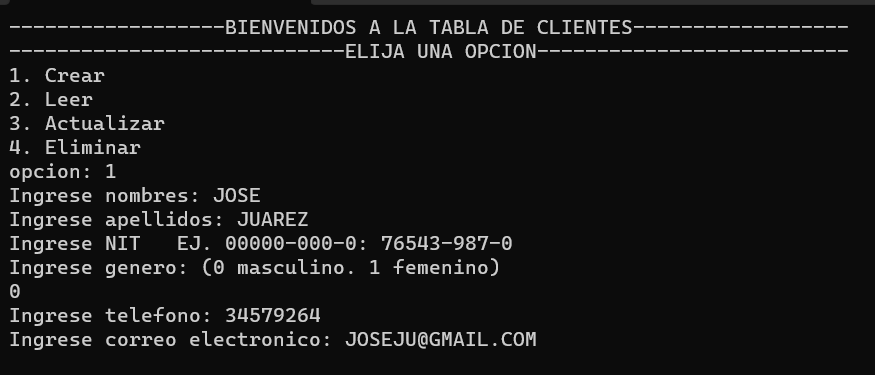 ------------------BIENVENIDOS A LA TABLA DE CLIENTES------------------
----------------------------ELIJA UNA OPCION--------------------------
1. Crear
2. Leer
3. Actualizar
4. Eliminar
opcion: 1
Ingrese nombres: JOSE
Ingrese apellidos: JUAREZ
Ingrese NIT   EJ. 00000-000-0: 76543-987-0
Ingrese genero: (0 masculino. 1 femenino)
0
Ingrese telefono: 34579264
Ingrese correo electronico: JOSEJU@GMAIL.COM